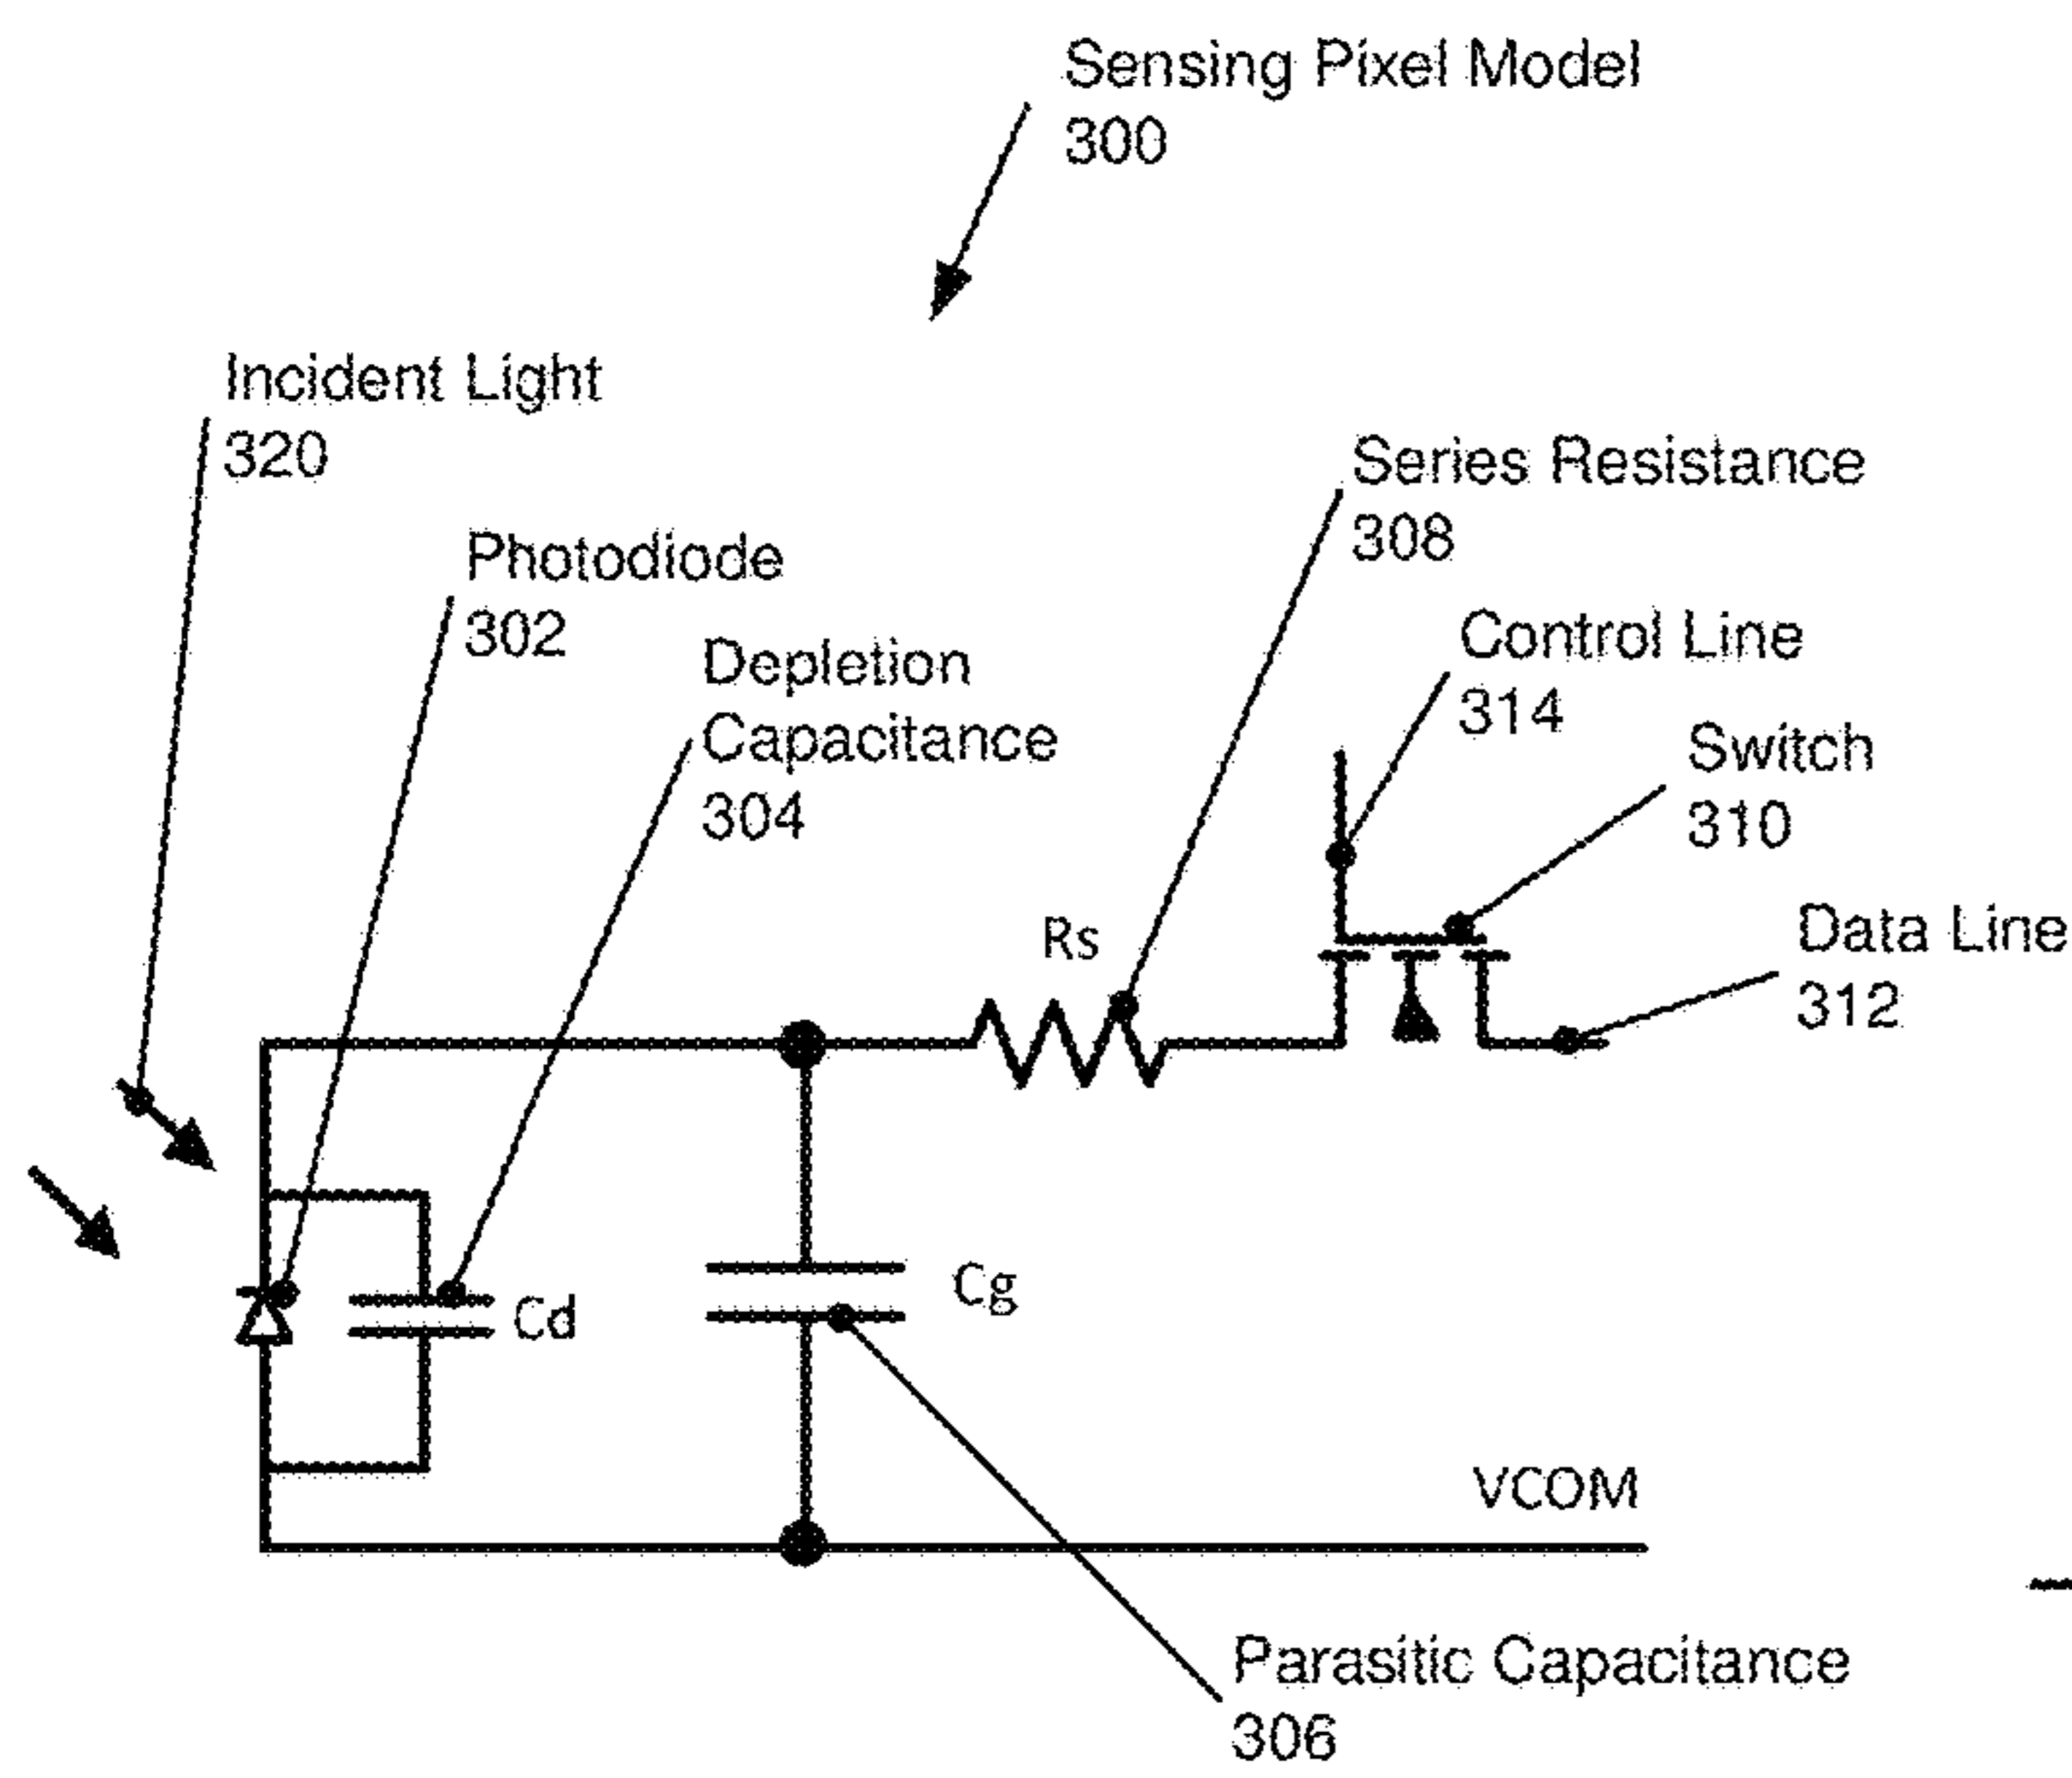 Sensing Pixel Model
300
Incident Light
320
Series Resistance
308
Photodiode
302
Depletion
Capacitance
304
Control Line
314
Switch
310
Data Line
312
Rs
Cg
Cd
VCOM
Parasitic Capacitance
306